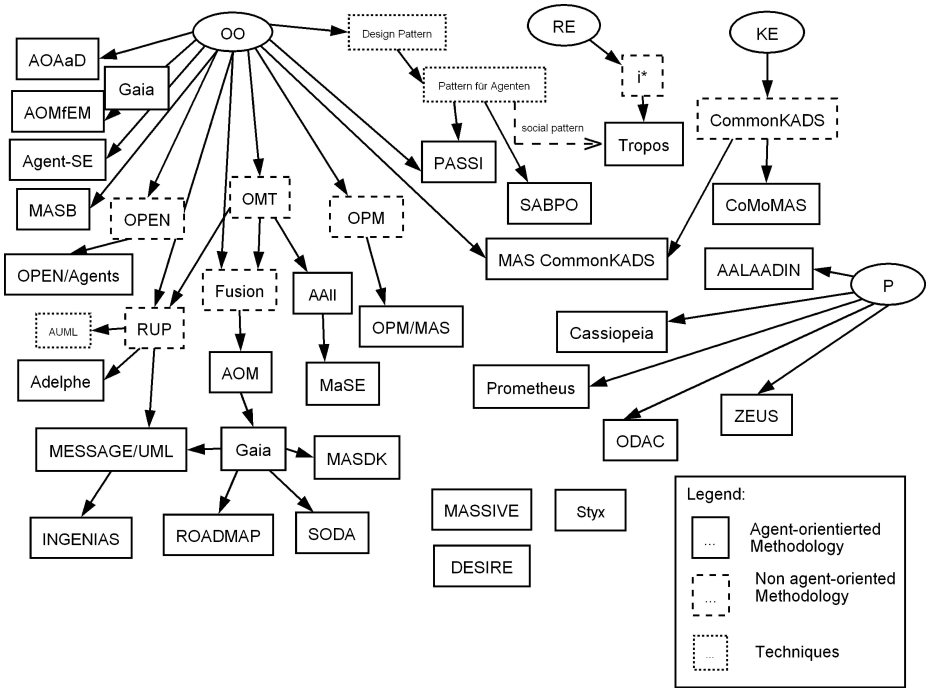 OO
Design Pattern
RE
KE
AOAaD
Gaia
AOMfEM
Pattern für Agenten
i*
CommonKADS
Agent-SE
social pattern
PASSI
Tropos
MASB
OPEN
OMT
OPM
SABPO
CoMoMAS
OPEN/Agents
MAS CommonKADS
AALAADIN
P
Fusion
AAII
AUML
RUP
OPM/MAS
Cassiopeia
Adelphe
AOM
MaSE
Prometheus
ZEUS
MESSAGE/UML
Gaia
MASDK
ODAC
INGENIAS
ROADMAP
SODA
MASSIVE
Styx
DESIRE
Legend:
...
Agent-orientierted
Methodology
...
Non agent-oriented
Methodology
...
Techniques